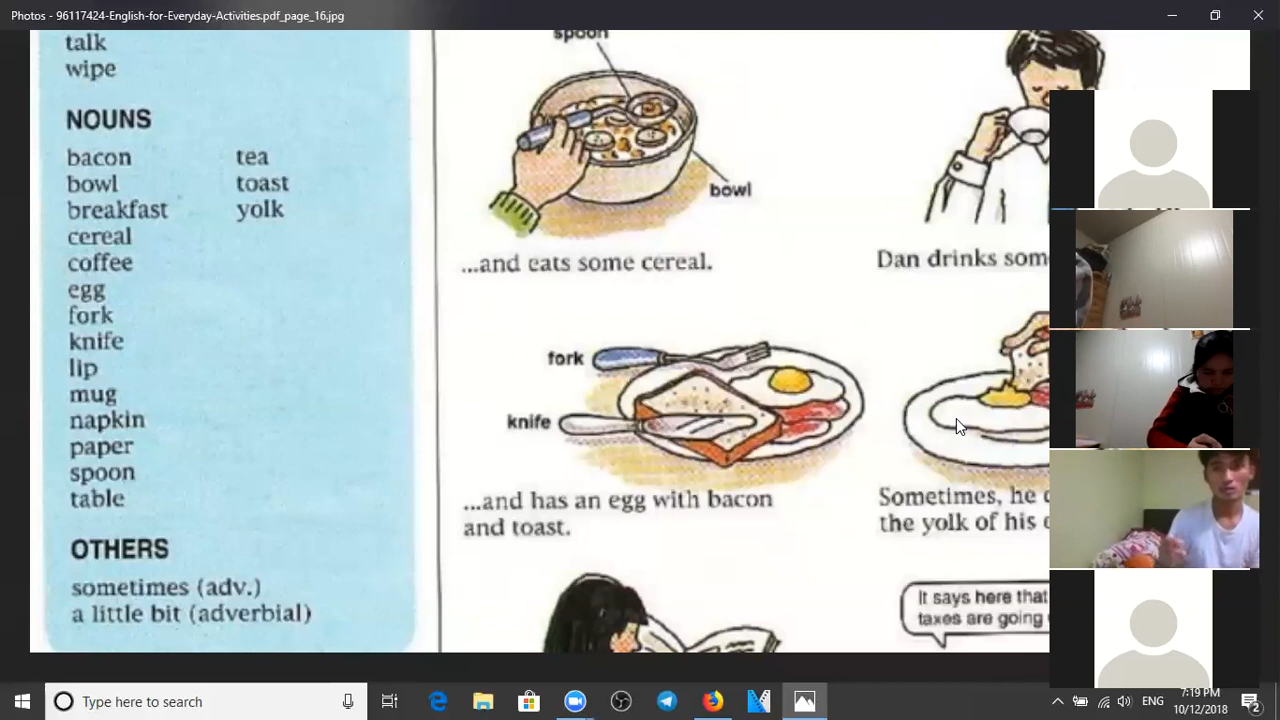 Photos - 96117424-English-for-Everyday-Activities.pdf_page_16.jpg
talk
wipe
NOUNS
bacon tea
bowl toast
breakfast yolk
cereal
coffee
egg
fork
knife
lip
mug
napkin
paper
spoon
table
OTHERS
sometimes (adv.)
a little bit (adverbial)
spoon
bowl
...and eats some cereal.
Dan drinks som
fork
knife
...and has an egg with bacon
and toast.
Sometimes, he
the yolk of his
It says here that
taxes are going
Type here to search
ENG
7:19 PM
10/12/2018
2